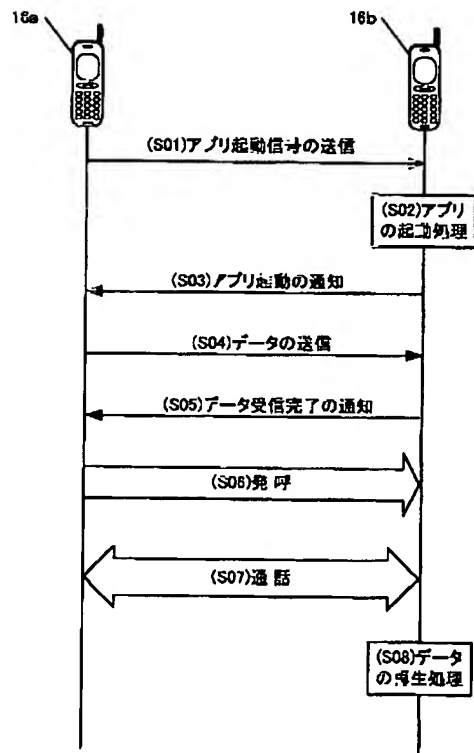 16a
16b
(S01)アプリ起動信号の送信
(S02)アプリ
の起動処理
(S03)アプリ起動の通知
(S04)データの送信
(S05)データ受信完了の通知
(S06)発 呼
(S07)通 話
(S08)データ
の再生処理